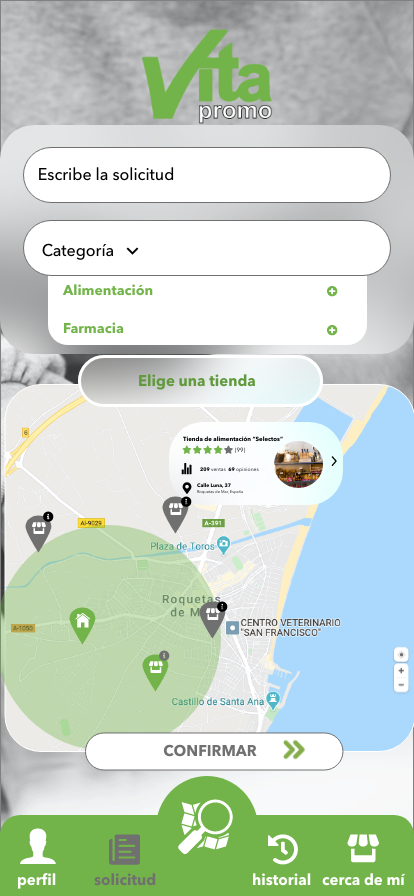 Vita
promo
Escribe la solicitud
Categoría
Alimentación
Farmacia
Elige una tienda
6
Tienda de alimentación "Selectos"
(99)
209 ventas 69 opiniones
Calle Luna, 37
Roquetas de Mar, España
Al-9029
A-391
Plaza de Toros
Roquetas
de M
A-1050
CENTRO VETERINARIO
"SAN FRANCISCO"
Castillo de Santa Ana
CONFIRMAR
perfil
solicitud
historial
cerca de mí